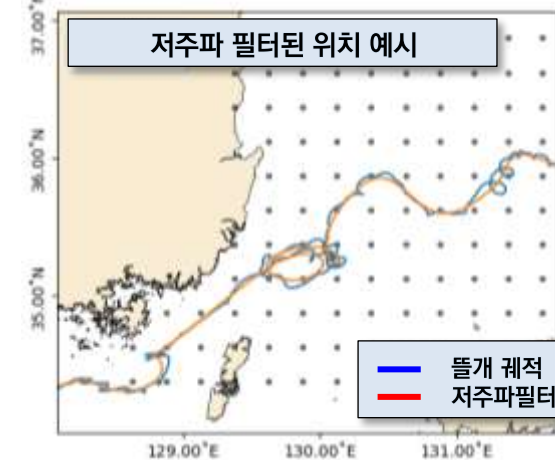 저주파 필터된 위치 예시
37.00°N
36.00°N
35.00°N
뜰개 궤적
저주파필터
129.00°E
130.00°E
131.00°E